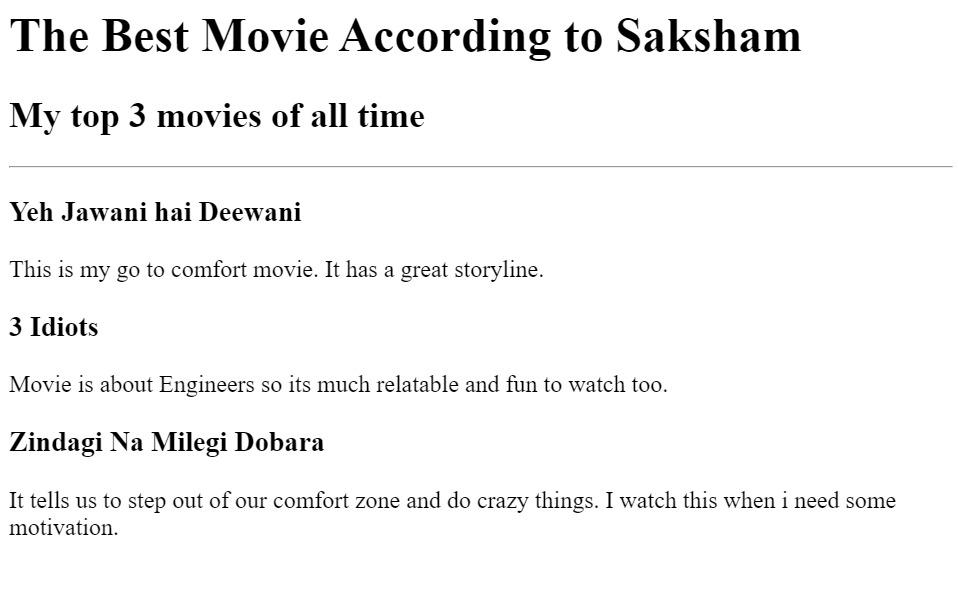 The Best Movie According to Saksham
My top 3 movies of all time
Yeh Jawani hai Deewani
This is my go to comfort movie. It has a great storyline.
3 Idiots
Movie is about Engineers so its much relatable and fun to watch too.
Zindagi Na Milegi Dobara
It tells us to step out of our comfort zone and do crazy things. I watch this when i need some
motivation.